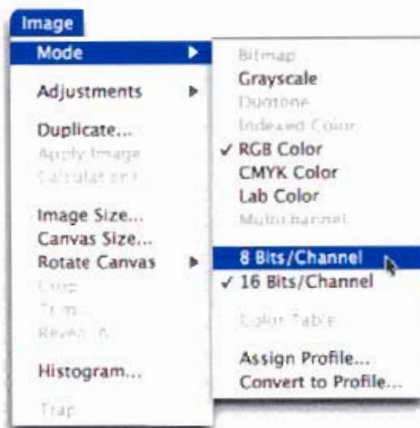 Image
Mode
Adjustments
Duplicate...
Apply Image...
Calculations...
Image Size...
Canvas Size...
Rotate Canvas
Crop
Trim...
Reveal All
Histogram...
Trap...
Bitmap...
Grayscale
Duotone
Indexed Color...
✓ RGB Color
CMYK Color
Lab Color
Multichannel
8 Bits/Channel
✓ 16 Bits/Channel
Color Table...
Assign Profile...
Convert to Profile...